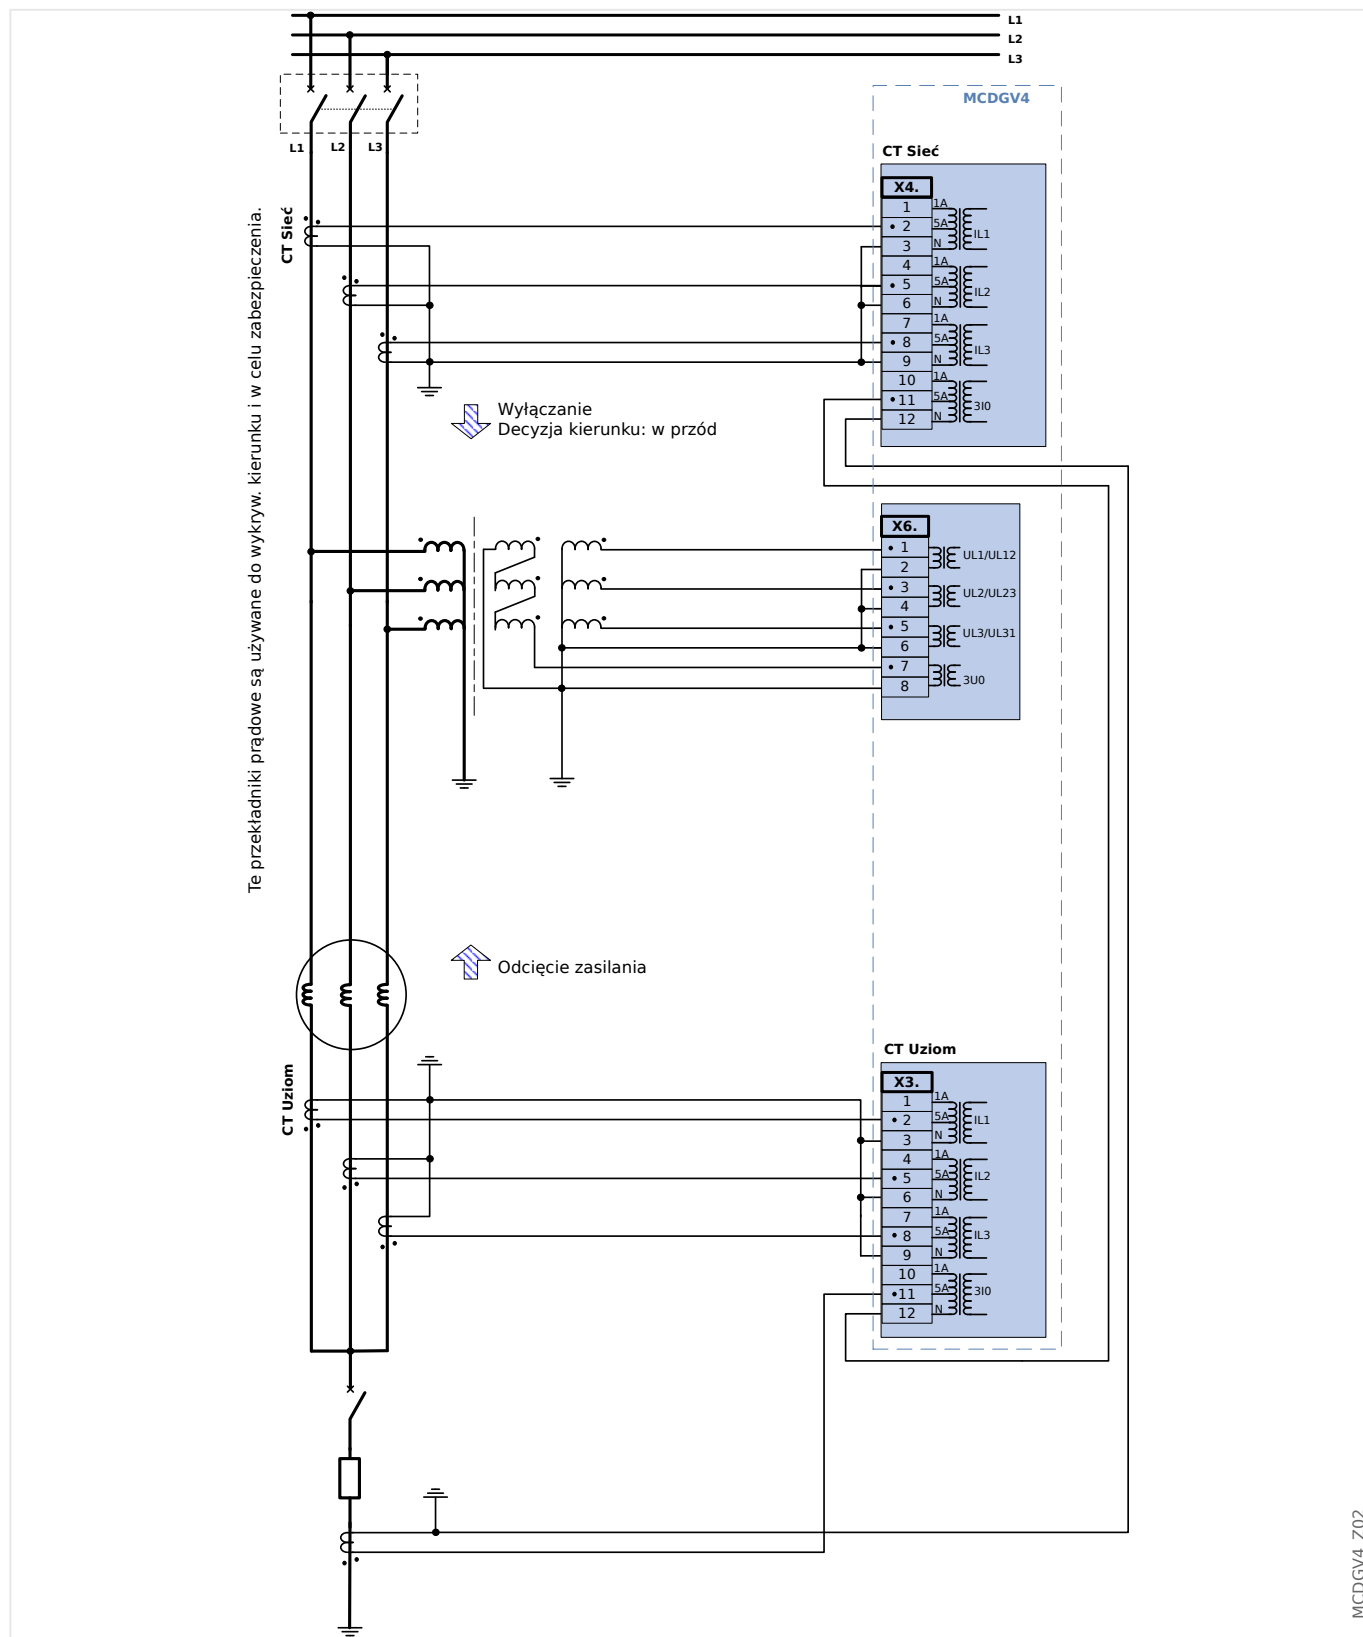 L1
L2
L3
MCDGV4
L1
L2
L3
CT Sieć
Te przekładniki prądowe są używane do wykryw. kierunku i w celu zabezpieczenia.
CT Sieć
X4.
1
2
3
4
5
6
7
8
9
10
11
12
1A
5A
N
IL1
1A
5A
N
IL2
1A
5A
N
IL3
1A
5A
N
3I0
Wyłączanie
Decyzja kierunku: w przód
X6.
1
2
3
4
5
6
7
8
UL1/UL12
UL2/UL23
UL3/UL31
3U0
Odcięcie zasilania
CT Uziom
CT Uziom
X3.
1
2
3
4
5
6
7
8
9
10
11
12
1A
5A
N
IL1
1A
5A
N
IL2
1A
5A
N
IL3
1A
5A
N
3I0
MCDGV4_Z02